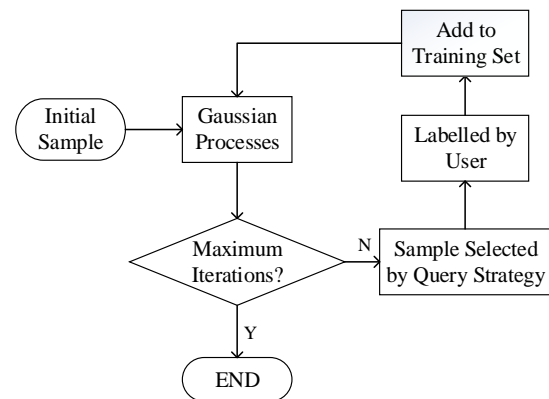 Add to
Training Set
Initial
Sample
Gaussian
Processes
Labelled by
User
Maximum
Iterations?
N
Sample Selected
by Query Strategy
Y
END